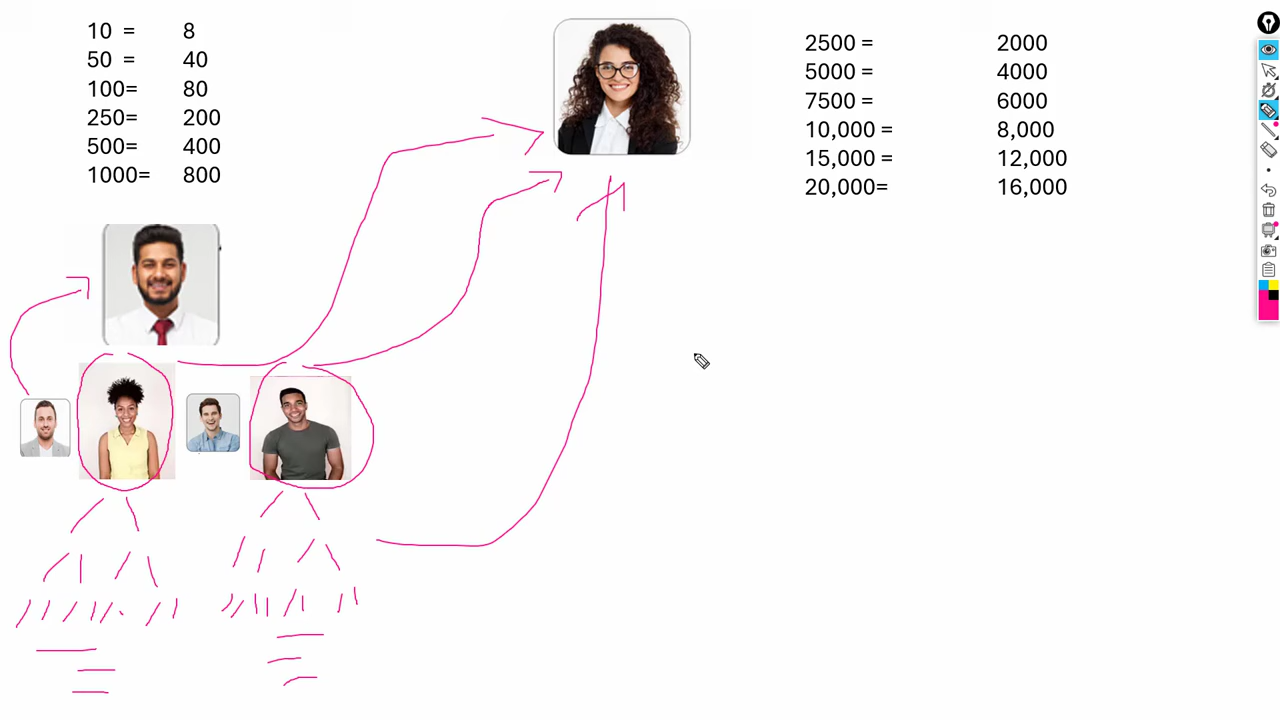 10 = 8
50 = 40
100= 80
250= 200
500= 400
1000= 800
2500 = 2000
5000 = 4000
7500 = 6000
10,000 = 8,000
15,000 = 12,000
20,000= 16,000